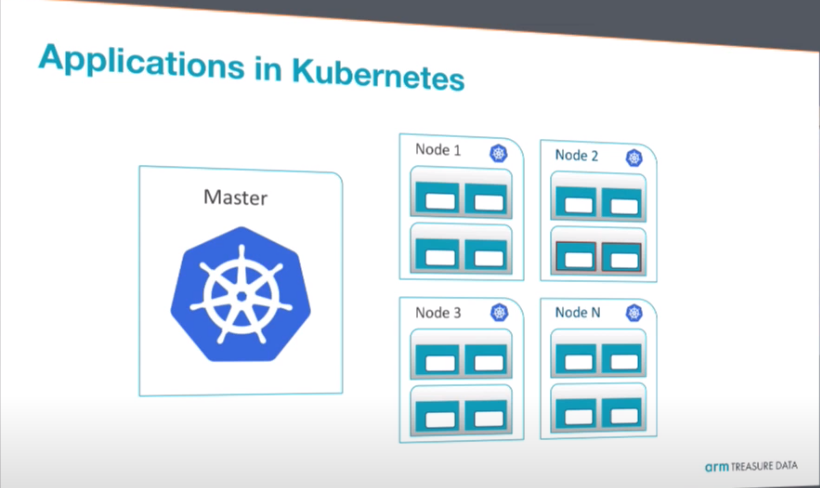 Applications in Kubernetes
Master
Node 1
Node 2
Node 3
Node N
arm TREASURE DATA